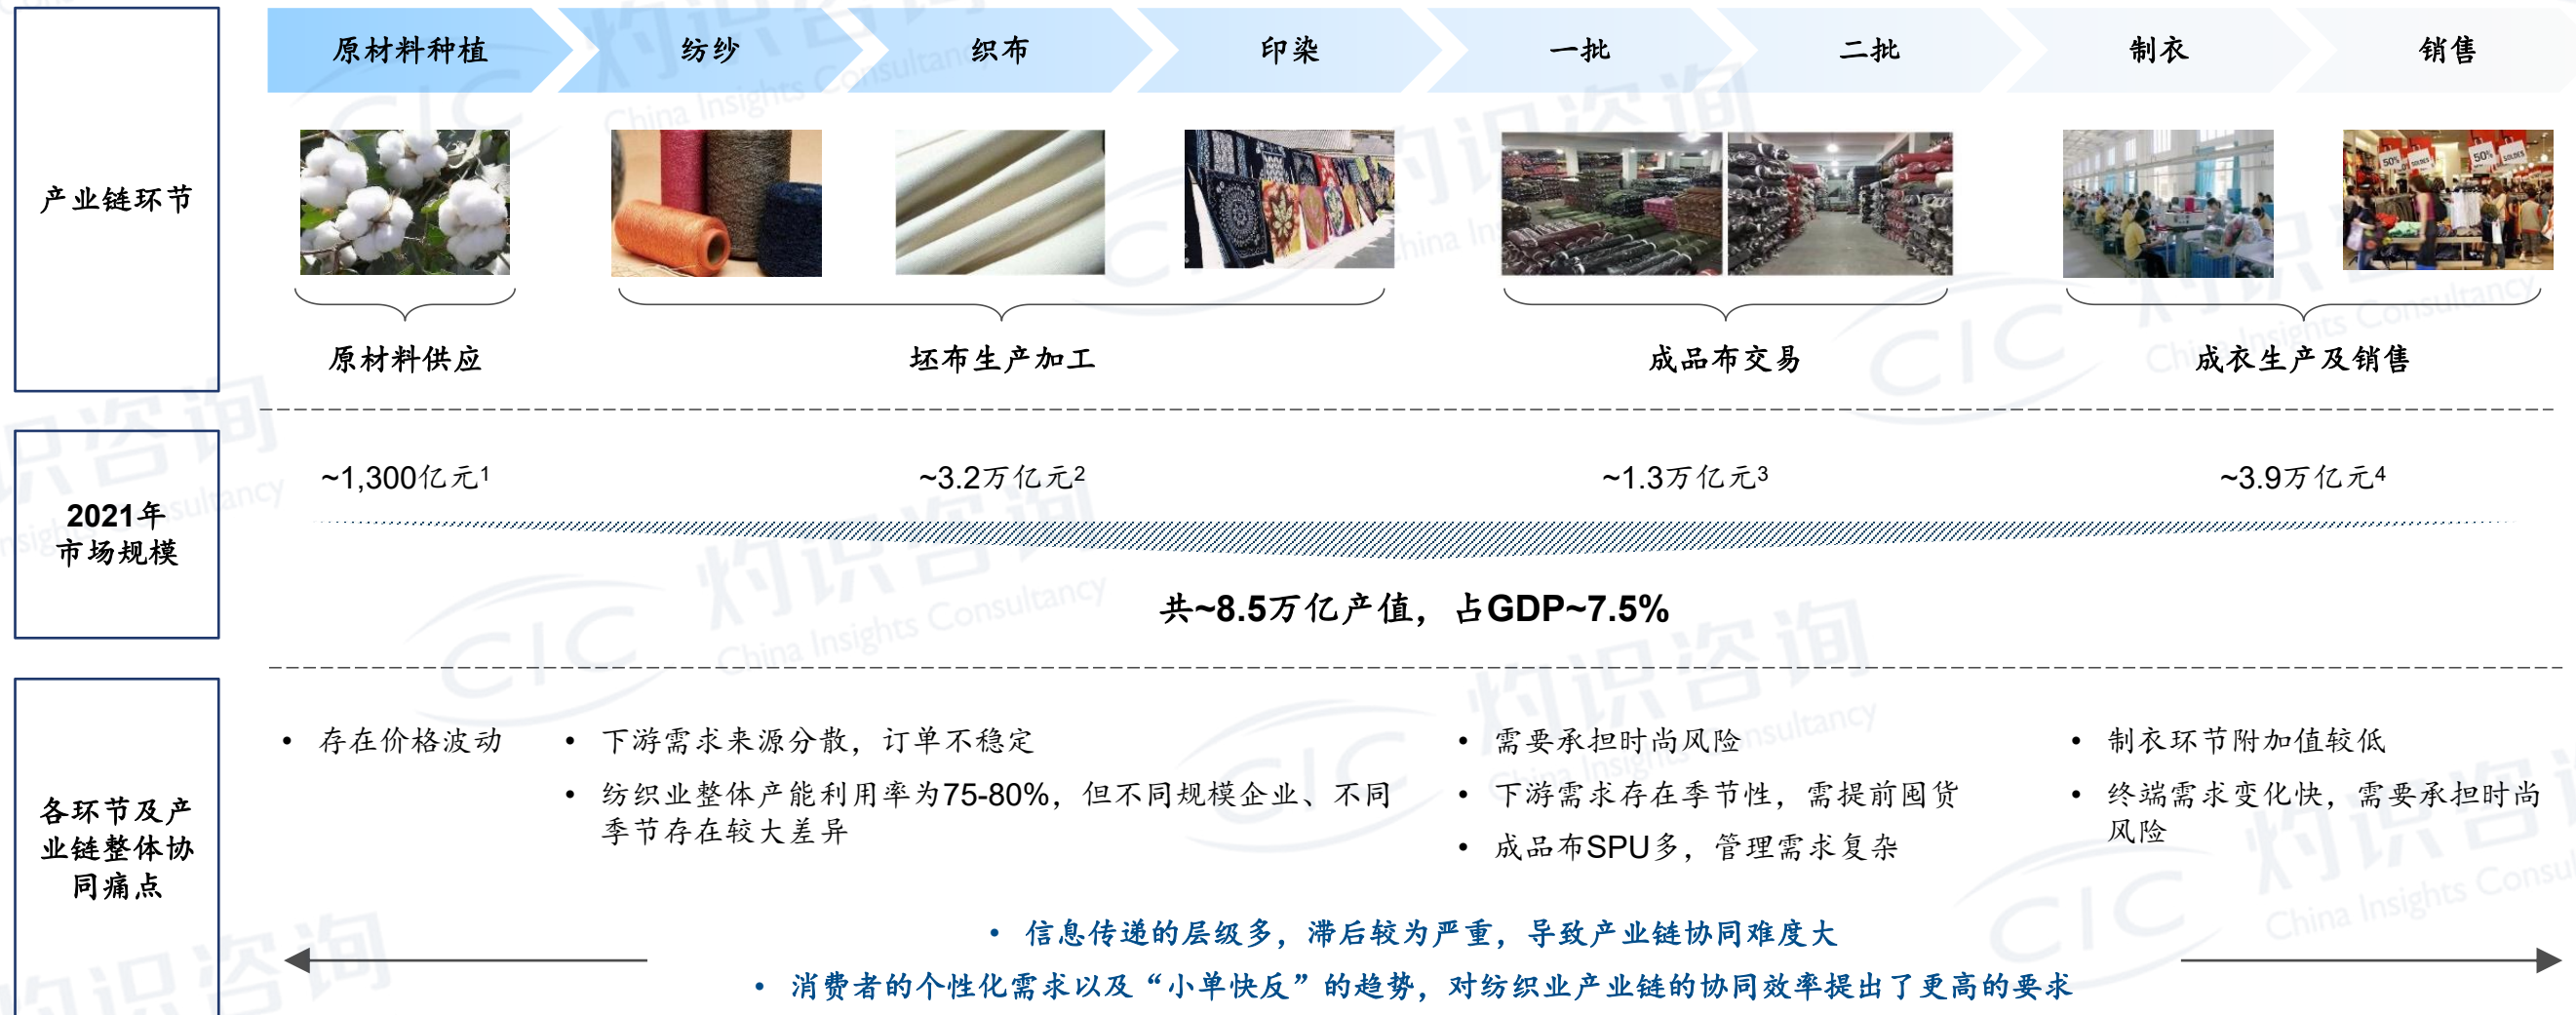 原材料种植
纺纱
织布
印染
一批
二批
制衣
销售
产业链环节
50%
SOLDES
50%
SOLDES
原材料供应
坯布生产加工
成品布交易
成衣生产及销售
2021年
市场规模
~1,300亿元1
~3.2万亿元2
~1.3万亿元3
~3.9万亿元4
共~8.5万亿产值，占GDP~7.5%
各环节及产
业链整体协
同痛点
• 存在价格波动
• 下游需求来源分散，订单不稳定
• 纺织业整体产能利用率为75-80%，但不同规模企业、不同
季节存在较大差异
• 需要承担时尚风险
• 下游需求存在季节性，需提前囤货
• 成品布SPU多，管理需求复杂
• 制衣环节附加值较低
• 终端需求变化快，需要承担时尚
风险
• 信息传递的层级多，滞后较为严重，导致产业链协同难度大
• 消费者的个性化需求以及“小单快反”的趋势，对纺织业产业链的协同效率提出了更高的要求
CIC 灼识咨询
China Insights Consultancy